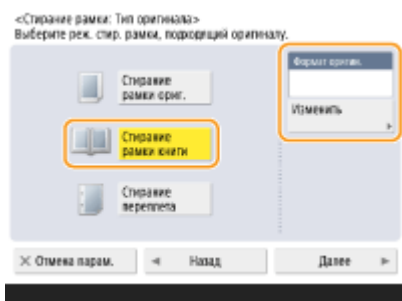 <Стирание рамки: Тип оригинала>
Выберите реж. стир. рамки, подходящий оригиналу.
Стирание
рамки ориг.
Стирание
рамки книги
Стирание
переплета
Формат оригин.
Изменить
Отмена парам.
Назад
Далее